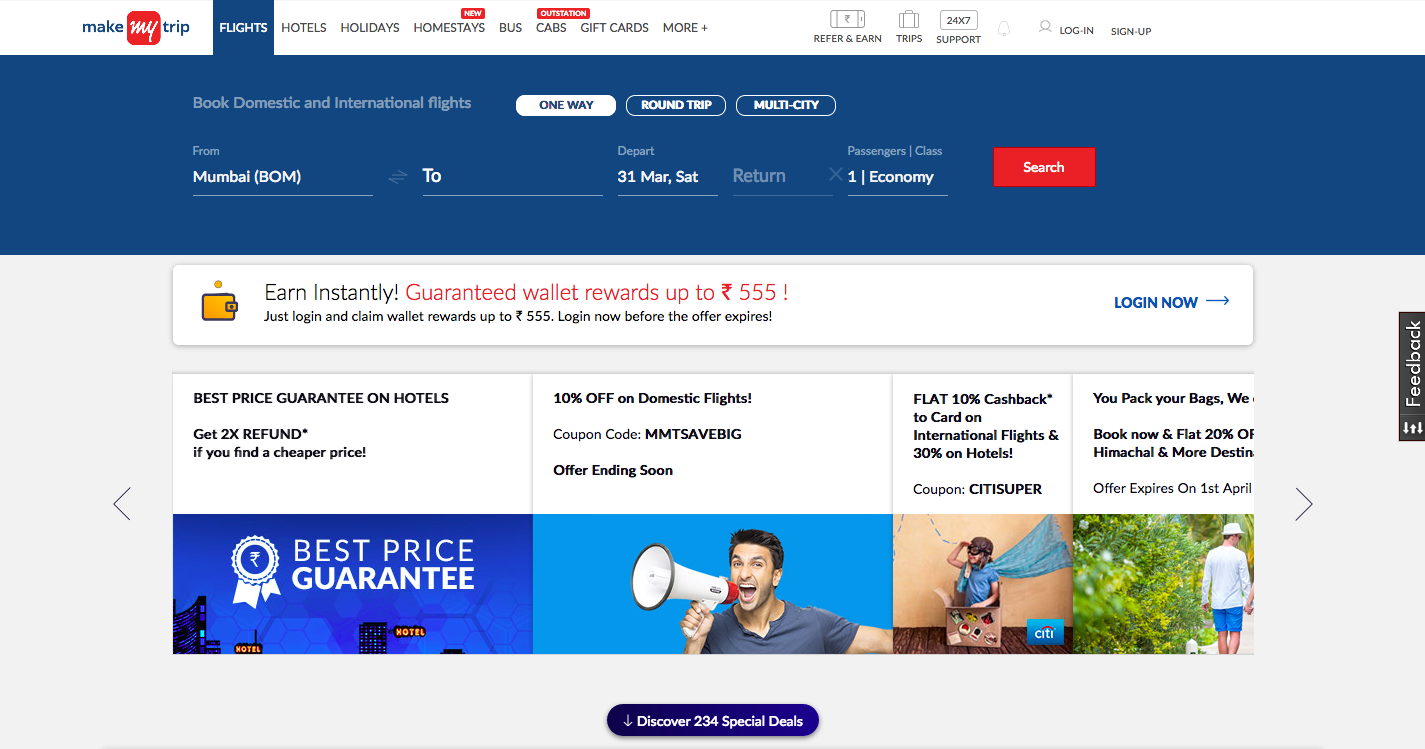 make my trip
FLIGHTS HOTELS HOLIDAYS HOMESTAYS BUS CABS GIFT CARDS MORE +
NEW
OUTSTATION
24X7
REFER & EARN TRIPS SUPPORT LOG-IN SIGN-UP
Book Domestic and International flights
ONE WAY ROUND TRIP MULTI-CITY
From
Mumbai (BOM)
To
Depart
31 Mar, Sat
Return
Passengers | Class
1 | Economy
Search
Earn Instantly! Guaranteed wallet rewards up to ₹ 555 !
Just login and claim wallet rewards up to ₹ 555. Login now before the offer expires!
LOGIN NOW
Feedback
BEST PRICE GUARANTEE ON HOTELS
Get 2X REFUND*
if you find a cheaper price!
BEST PRICE
GUARANTEE
HOTEL
HOTEL
10% OFF on Domestic Flights!
Coupon Code: MMTSAVEBIG
Offer Ending Soon
FLAT 10% Cashback*
to Card on
International Flights &
30% on Hotels!
Coupon: CITISUPER
citi
You Pack your Bags, We
Book now & Flat 20%
Himachal & More
Offer Expires On 1st April
↓ Discover 234 Special Deals